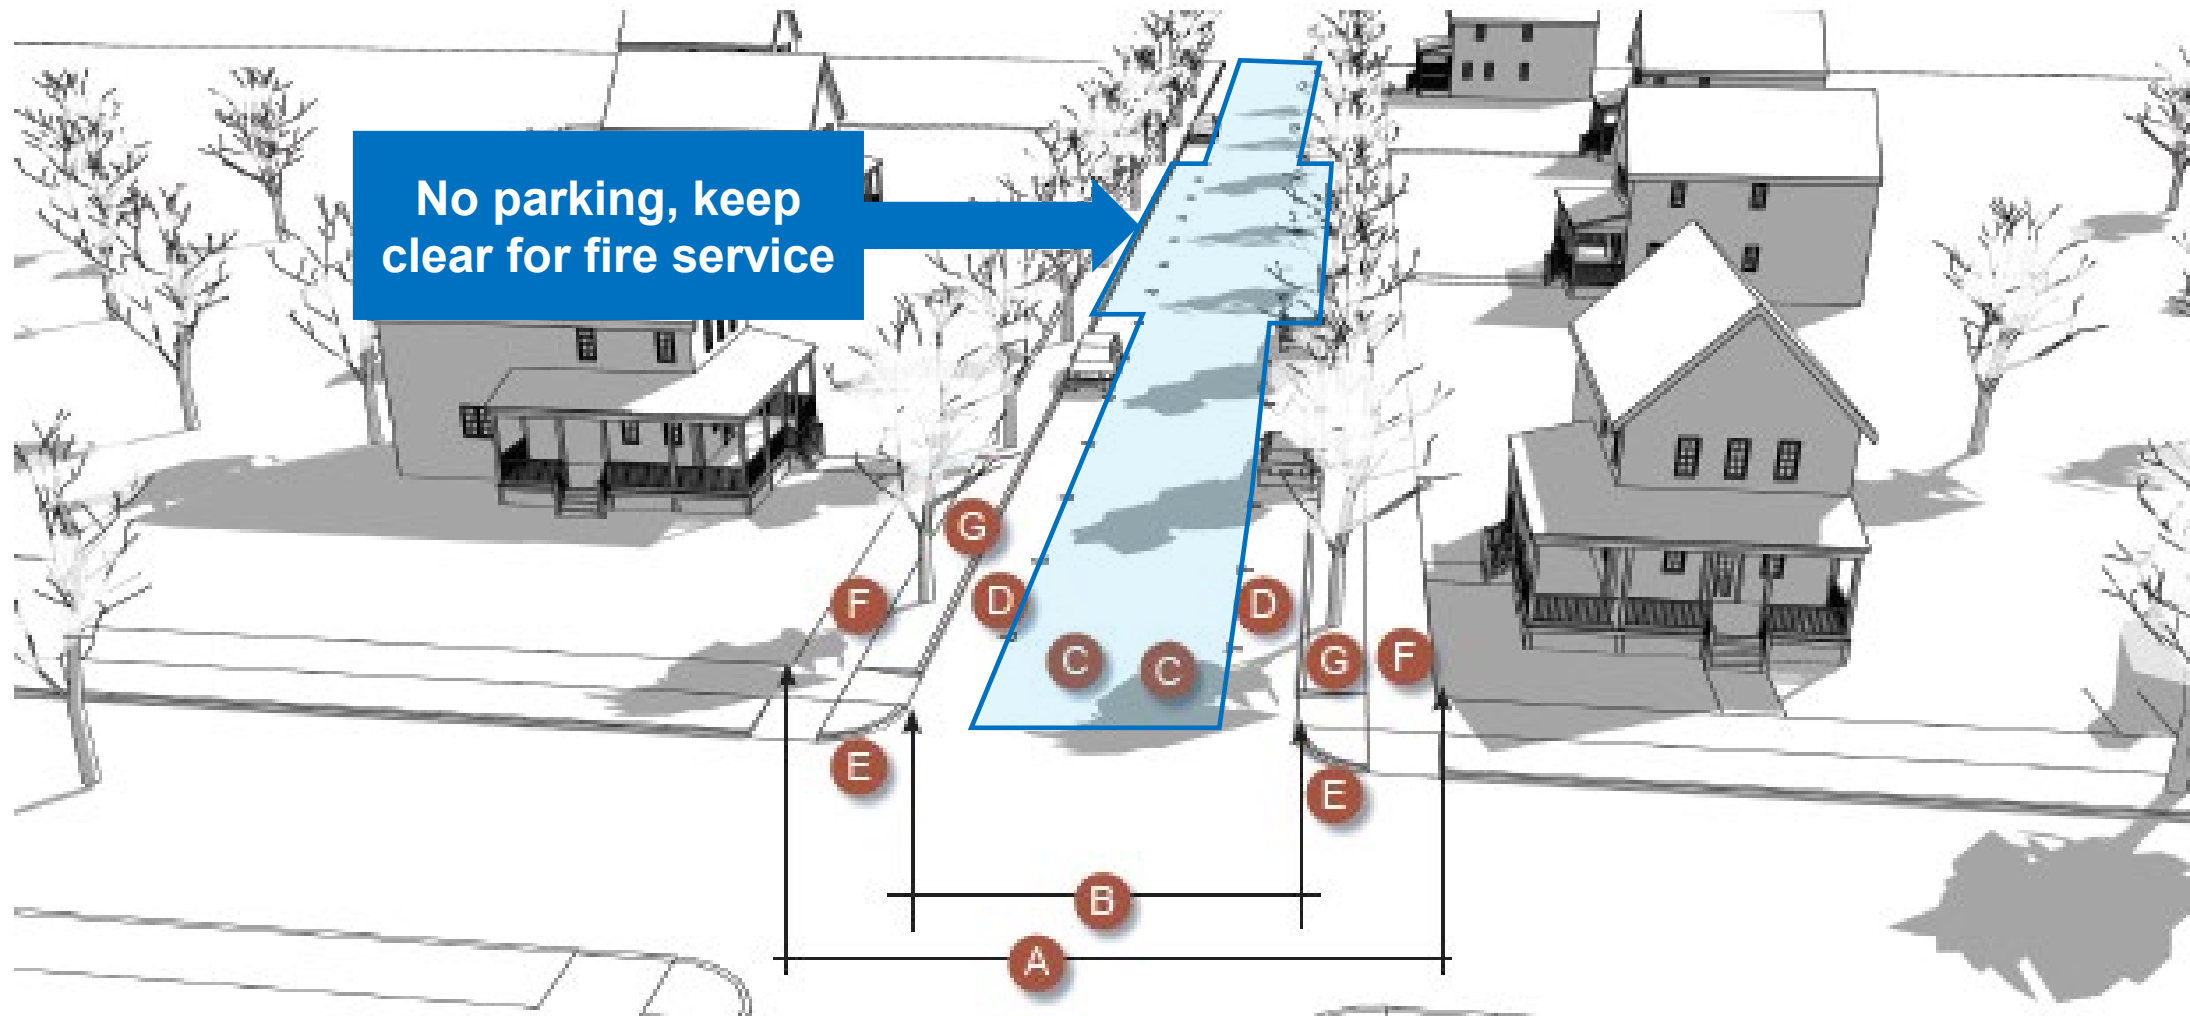 No parking, keep
clear for fire service
G
F
D
D
C
C
G
F
E
E
B
A